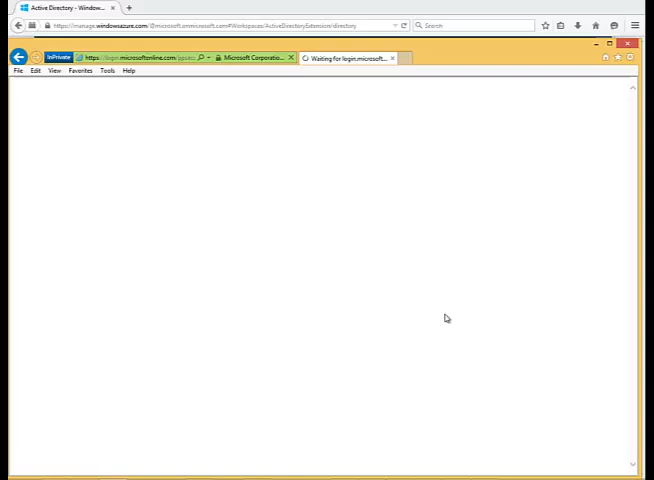 Active Directory - Window...
https://manage.windowsazure.com/@microsoft.onmicrosoft.com#Workspaces/ActiveDirectoryExtension/directory
Search
InPrivate https://login.microsoftonline.com/ppsecu Microsoft Corporatio... Waiting for login.microsoft...
File Edit View Favorites Tools Help